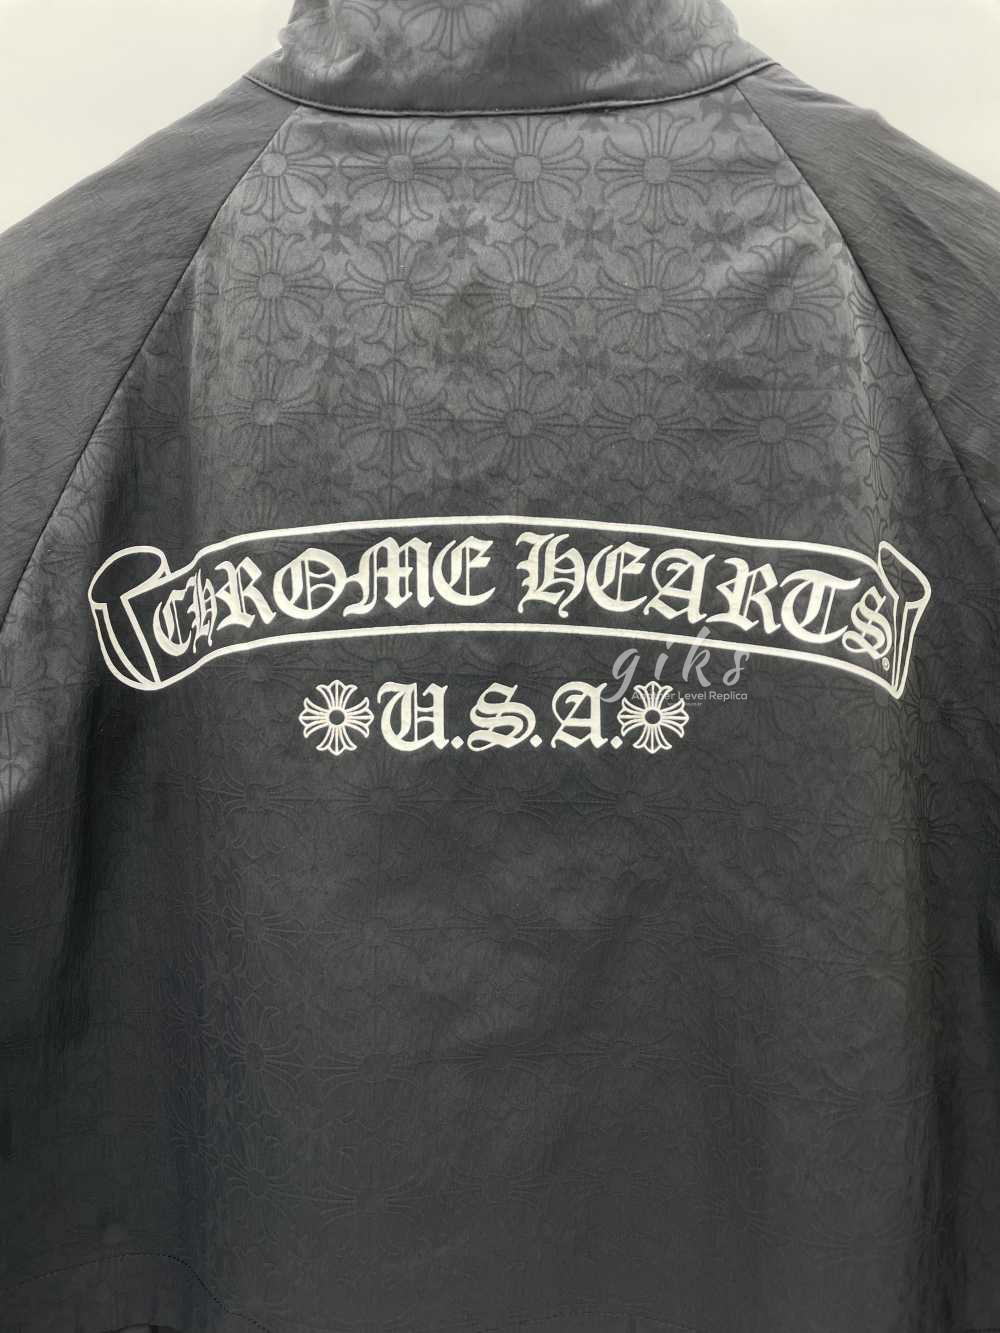 CHROME HEARTS®
giks
Another Level Replica
U.S.A.